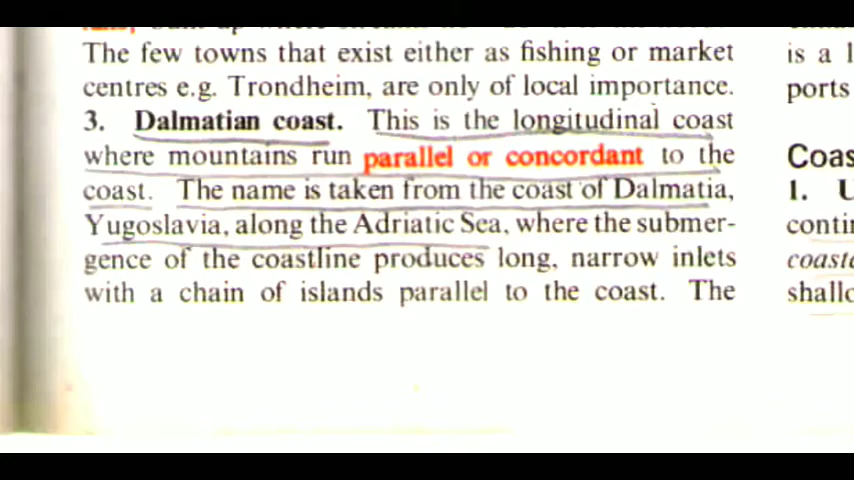 The few towns that exist either as fishing or market
centres e.g. Trondheim, are only of local importance.
3. Dalmatian coast. This is the longitudinal coast
where mountains run parallel or concordant to the
coast. The name is taken from the coast of Dalmatia,
Yugoslavia, along the Adriatic Sea, where the submer-
gence of the coastline produces long, narrow inlets
with a chain of islands parallel to the coast. The
is a
ports
1.